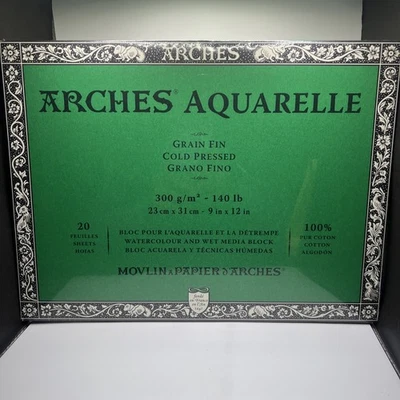 ARCHES®
ARCHES® AQUARELLE
GRAIN FIN
COLD PRESSED
GRANO FINO
300 g/m² - 140 lb
23 cm x 31 cm - 9 in x 12 in
20
FEUILLES
SHEETS
HOJAS
BLOC POUR L'AQUARELLE ET LA DÉTREMPE
WATERCOLOUR AND WET MEDIA BLOCK
BLOC ACUARELA Y TÉCNICAS HÚMEDAS
100%
PUR COTON
COTTON
ALGODÓN
MOVLIN À PAPIER D'ARCHES®